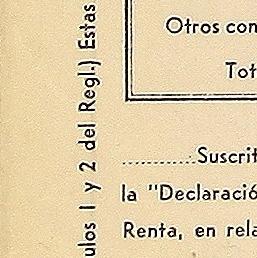 ulos 1 y 2 del Regl.) Estas
Otros con
Tot
............Suscrit
la "Declaració
Renta, en rela